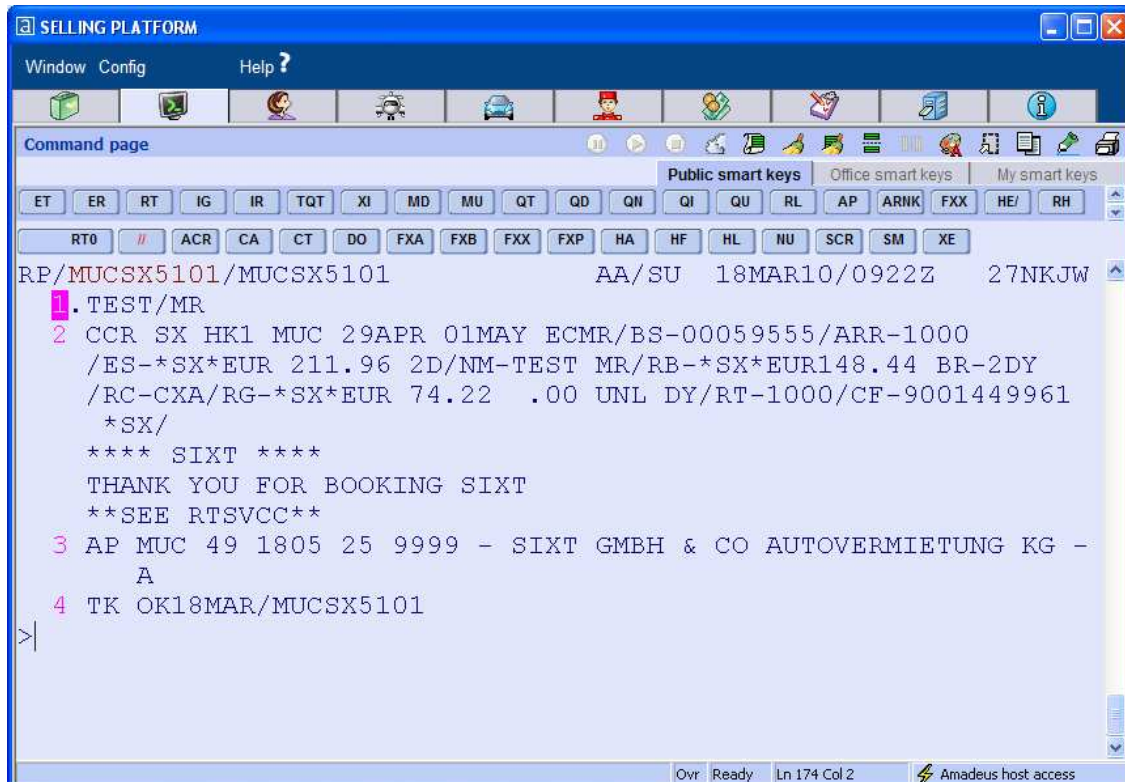 a SELLING PLATFORM
Window Config Help ?
Command page
Public smart keys Office smart keys My smart keys
ET ER RT IG IR TQT XI MD MU QT QD QN QI QU RL AP ARNK FXX HE/ RH
RT0 // ACR CA CT DO FXA FXB FXX FXP HA HF HL NU SCR SM XE
RP/MUCSX5101/MUCSX5101 AA/SU 18MAR10/0922Z 27NKJW
1.TEST/MR
2 CCR SX HK1 MUC 29APR 01MAY ECMR/BS-00059555/ARR-1000
/ES-*SX*EUR 211.96 2D/NM-TEST MR/RB-*SX*EUR148.44 BR-2DY
/RC-CXA/RG-*SX*EUR 74.22 .00 UNL DY/RT-1000/CF-9001449961
*SX/
**** SIXT ****
THANK YOU FOR BOOKING SIXT
**SEE RTSVCC**
3 AP MUC 49 1805 25 9999 - SIXT GMBH & CO AUTOVERMIETUNG KG -
A
4 TK OK18MAR/MUCSX5101
>
Ovr Ready Ln 174 Col 2 Amadeus host access